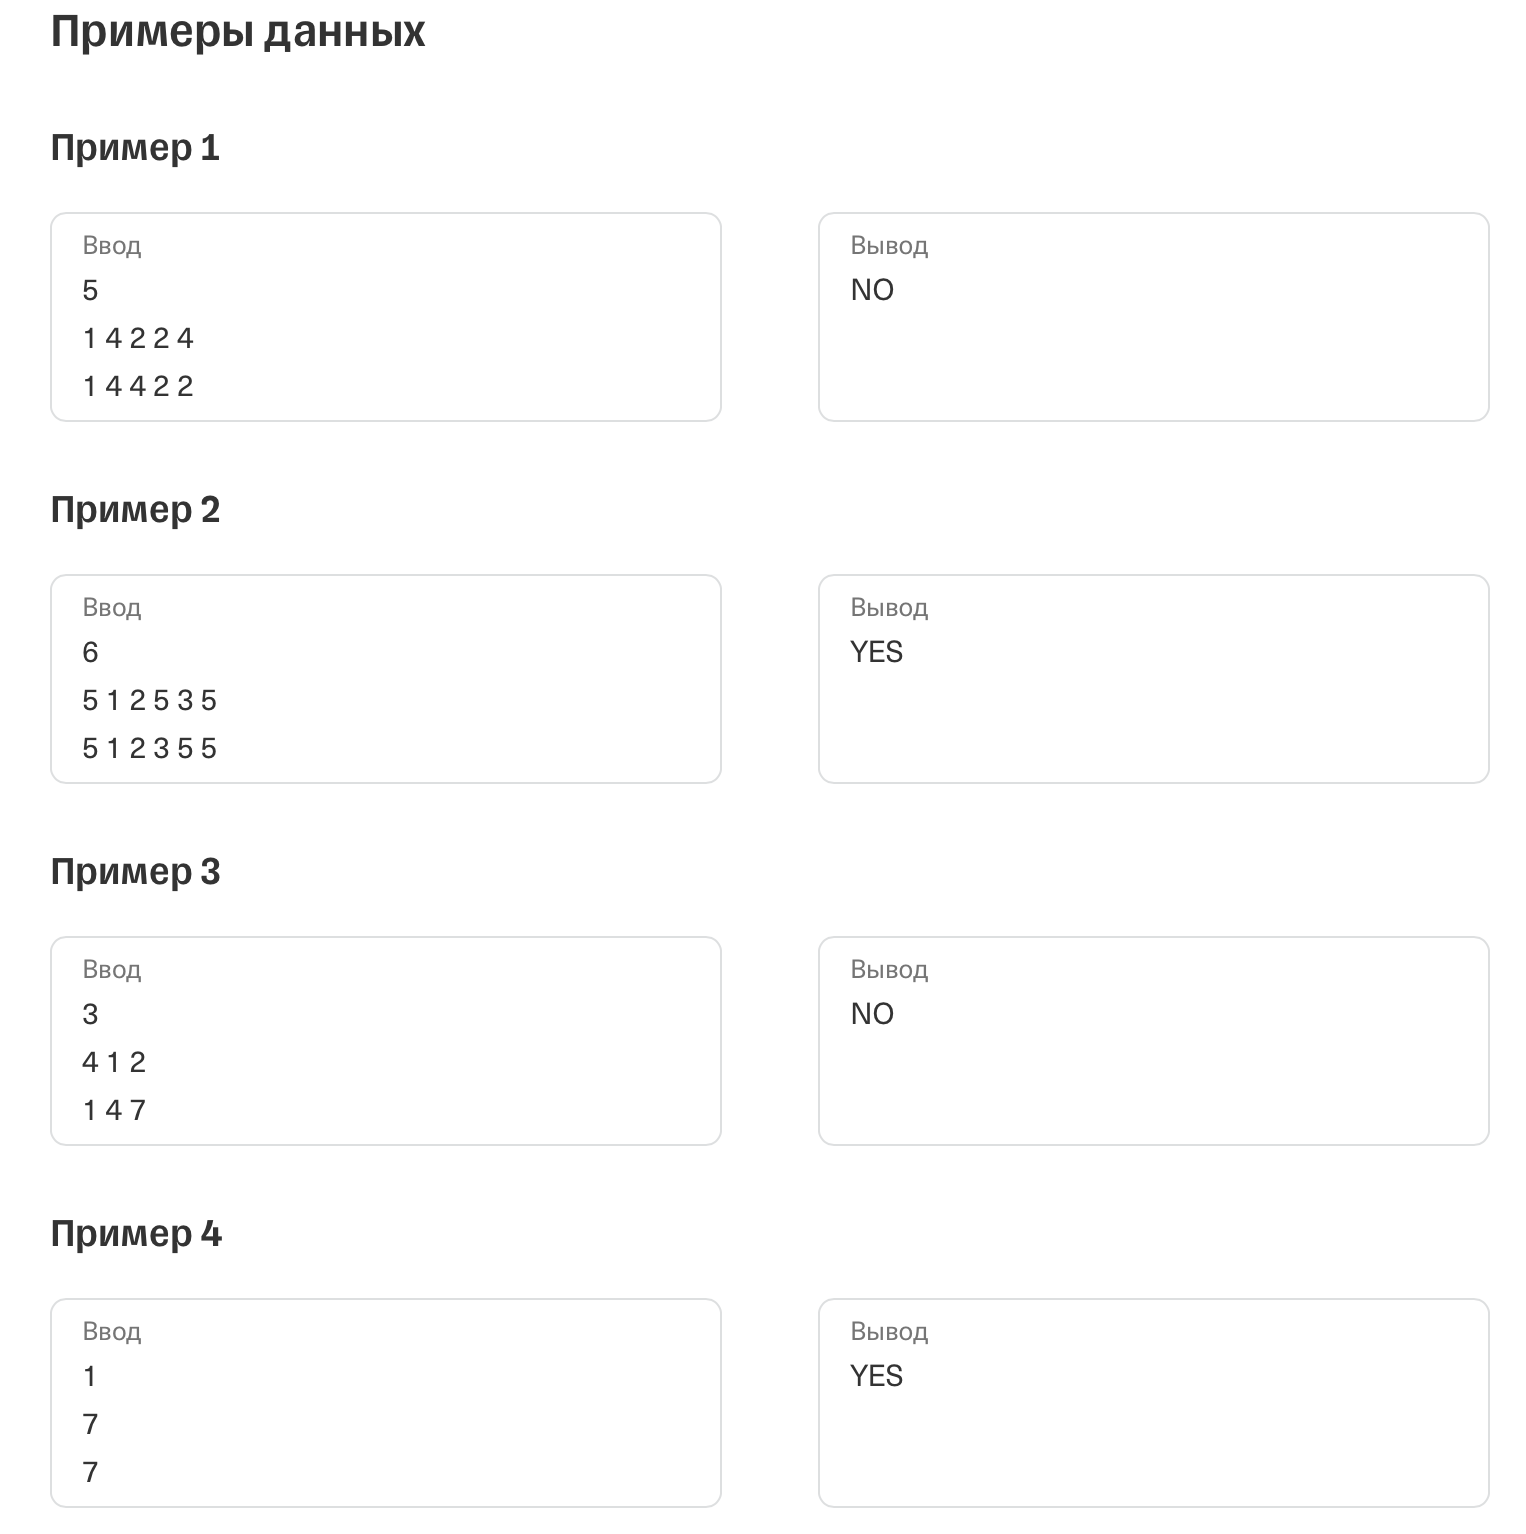 Примеры данных
Пример 1
Ввод
5
1 4 2 2 4
1 4 4 2 2
Вывод
NO
Пример 2
Ввод
6
5 1 2 5 3 5
5 1 2 3 5 5
Вывод
YES
Пример 3
Ввод
3
4 1 2
1 4 7
Вывод
NO
Пример 4
Ввод
1
7
7
Вывод
YES